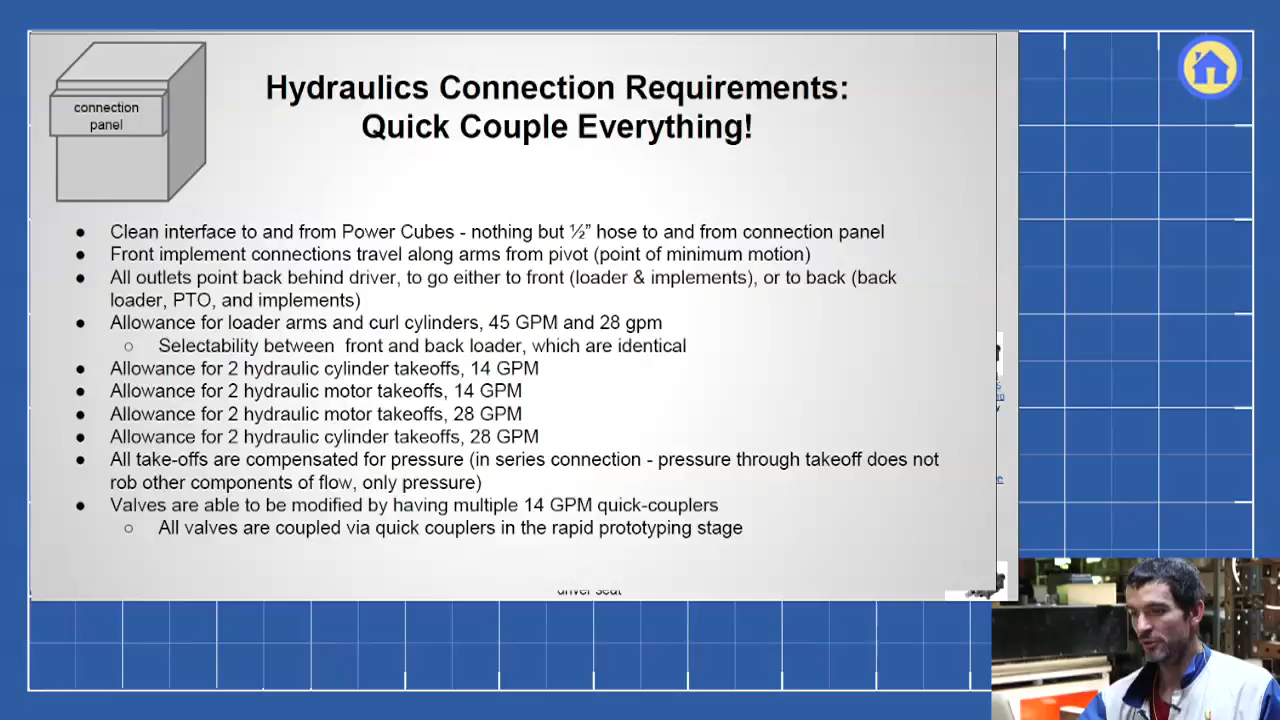 connection
panel
Hydraulics Connection Requirements:
Quick Couple Everything!
● Clean interface to and from Power Cubes - nothing but ½” hose to and from connection panel
● Front implement connections travel along arms from pivot (point of minimum motion)
● All outlets point back behind driver, to go either to front (loader & implements), or to back (back
loader, PTO, and implements)
● Allowance for loader arms and curl cylinders, 45 GPM and 28 gpm
○ Selectability between front and back loader, which are identical
● Allowance for 2 hydraulic cylinder takeoffs, 14 GPM
● Allowance for 2 hydraulic motor takeoffs, 14 GPM
● Allowance for 2 hydraulic motor takeoffs, 28 GPM
● Allowance for 2 hydraulic cylinder takeoffs, 28 GPM
● All take-offs are compensated for pressure (in series connection - pressure through takeoff does not
rob other components of flow, only pressure)
● Valves are able to be modified by having multiple 14 GPM quick-couplers
○ All valves are coupled via quick couplers in the rapid prototyping stage
driver seat